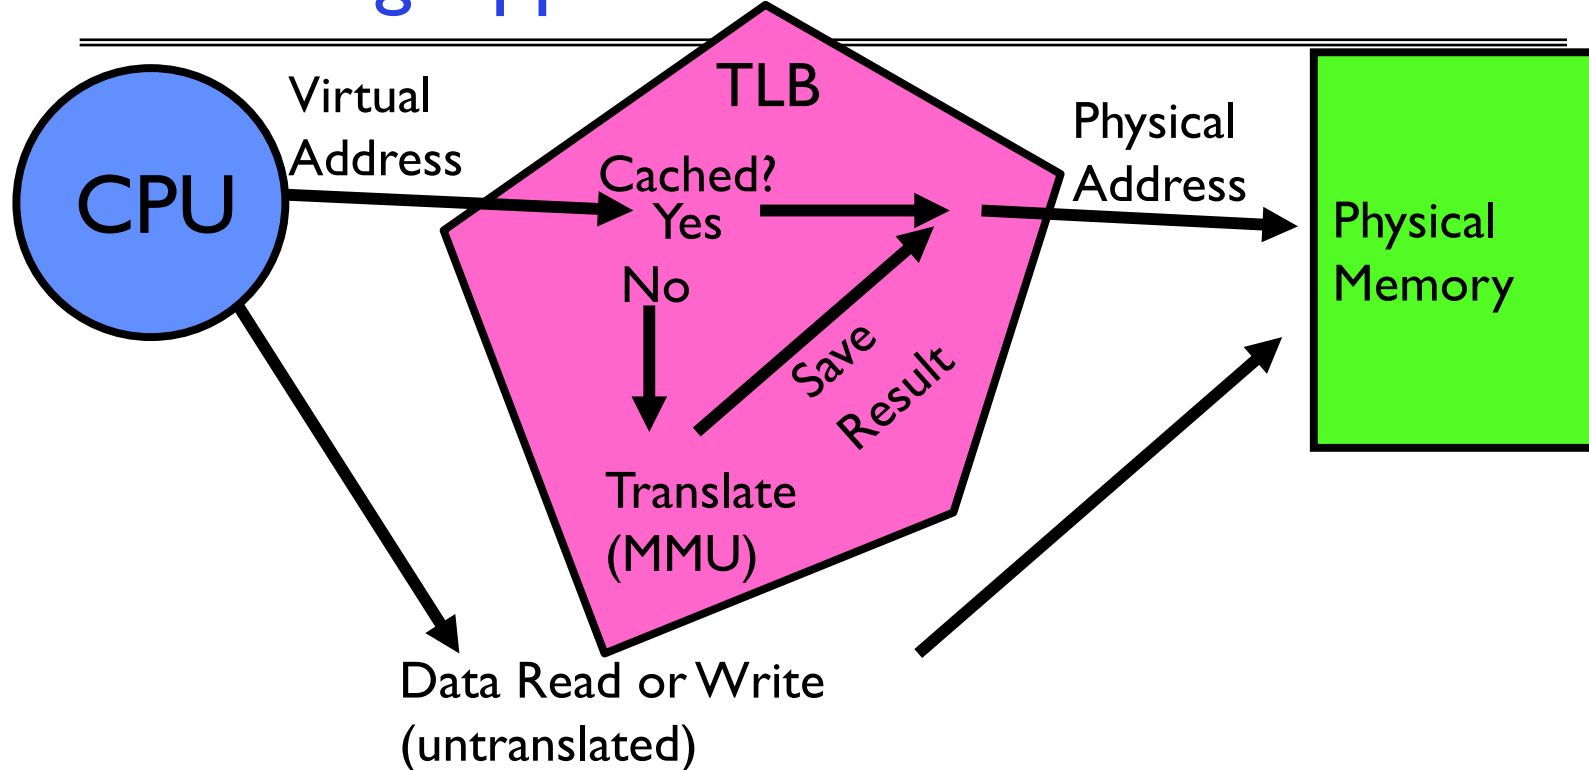 CPU
Virtual
Address
TLB
Cached?
Yes
No
Save
Result
Translate
(MMU)
Physical
Address
Physical
Memory
Data Read or Write
(untranslated)